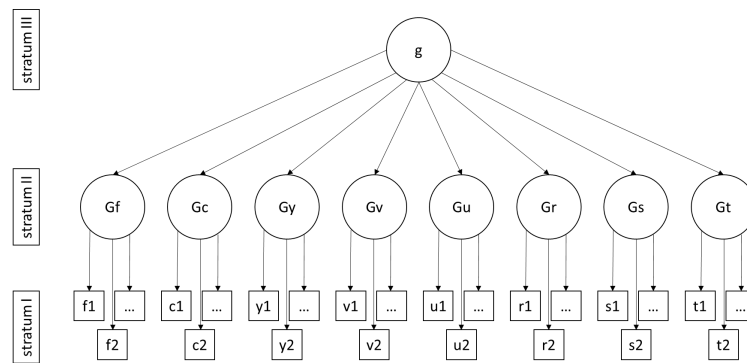 stratum III
g
stratum II
Gf Gc Gy Gv Gu Gr Gs Gt
stratum I
f1 ... c1 ... y1 ... v1 ... u1 ... r1 ... s1 ... t1 ...
f2 c2 y2 v2 u2 r2 s2 t2